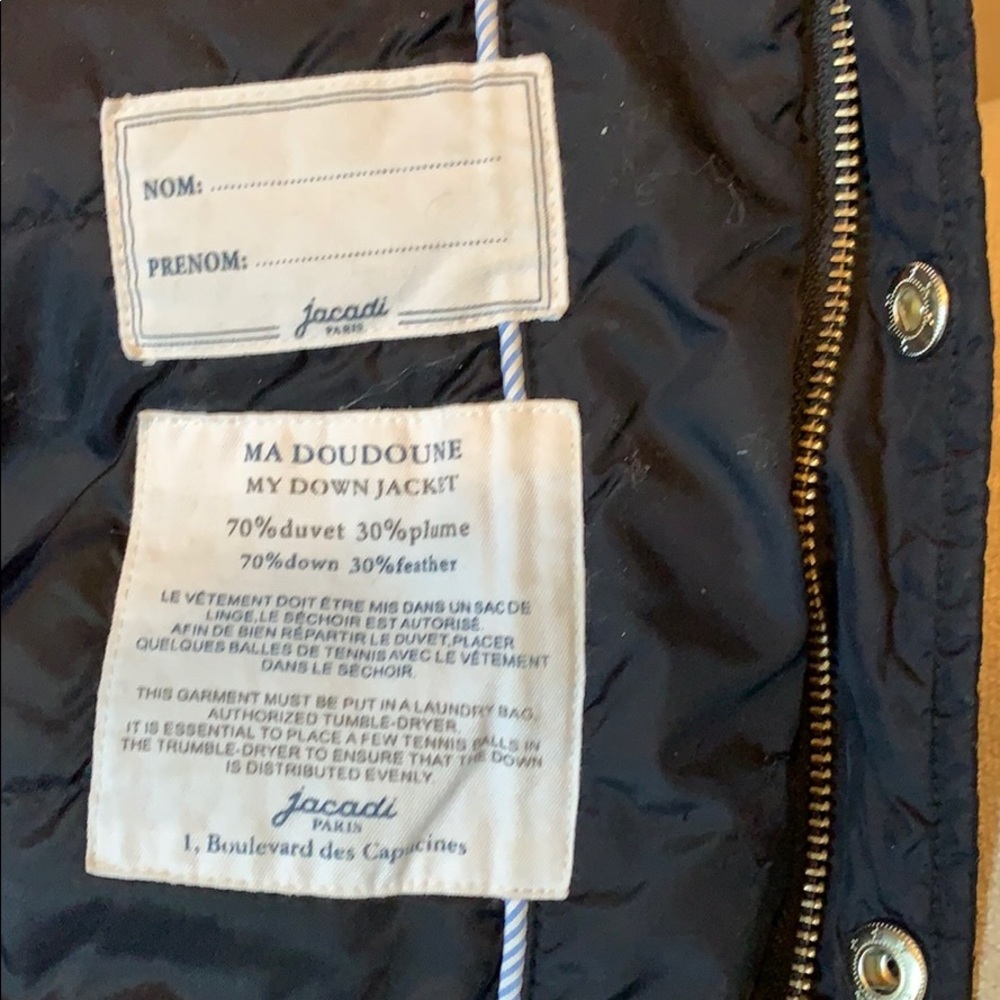 NOM:
PRENOM:
jacadi
PARIS
MA DOUDOUNE
MY DOWN JACKET
70%duvet 30%plume
70%down 30%feather
LE VÊTEMENT DOIT ÊTRE MIS DANS UN SAC DE
LINGE,LE SÉCHOIR EST AUTORISÉ.
AFIN DE BIEN RÉPARTIR LE DUVET,PLACER
QUELQUES BALLES DE TENNIS AVEC LE VÊTEMENT
DANS LE SÉCHOIR.
THIS GARMENT MUST BE PUT IN A LAUNDRY BAG,
AUTHORIZED TUMBLE-DRYER.
IT IS ESSENTIAL TO PLACE A FEW TENNIS BALLS IN
THE TRUMBLE-DRYER TO ENSURE THAT THE DOWN
IS DISTRIBUTED EVENLY.
jacadi
PARIS
1, Boulevard des Capucines